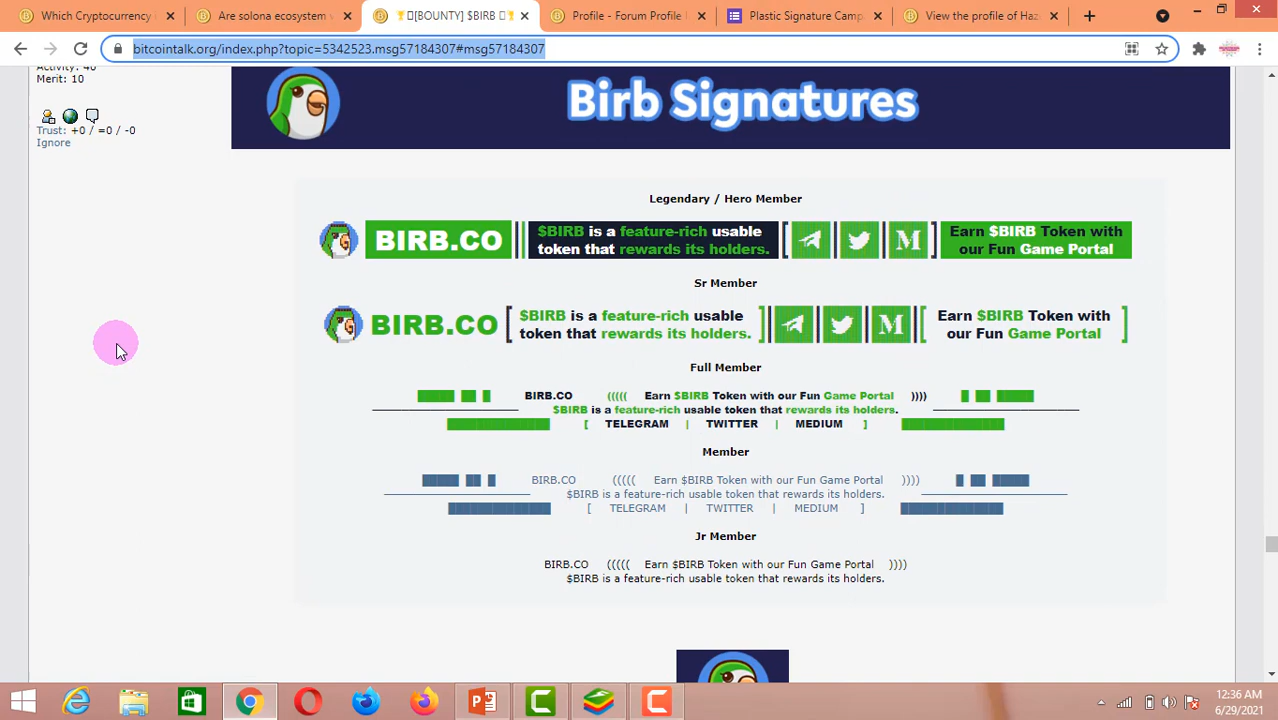 Which Cryptocurrency
Are solona ecosystem
[BOUNTY] $BIRB
Profile - Forum Profile
Plastic Signature Camp
View the profile of Haz
bitcointalk.org/index.php?topic=5342523.msg57184307#msg57184307
Activity: 40
Merit: 10
Trust: +0 / =0 / -0
Ignore
Birb Signatures
Legendary / Hero Member
BIRB.CO
$BIRB is a feature-rich usable
token that rewards its holders.
M
Earn $BIRB Token with
our Fun Game Portal
Sr Member
BIRB.CO [ $BIRB is a feature-rich usable
token that rewards its holders. ]
M
[ Earn $BIRB Token with
our Fun Game Portal ]
Full Member
BIRB.CO ((((( Earn $BIRB Token with our Fun Game Portal ))))
$BIRB is a feature-rich usable token that rewards its holders.
[ TELEGRAM | TWITTER | MEDIUM ]
Member
BIRB.CO ((((( Earn $BIRB Token with our Fun Game Portal ))))
$BIRB is a feature-rich usable token that rewards its holders.
[ TELEGRAM | TWITTER | MEDIUM ]
Jr Member
BIRB.CO ((((( Earn $BIRB Token with our Fun Game Portal ))))
$BIRB is a feature-rich usable token that rewards its holders.
12:36 AM
6/29/2021